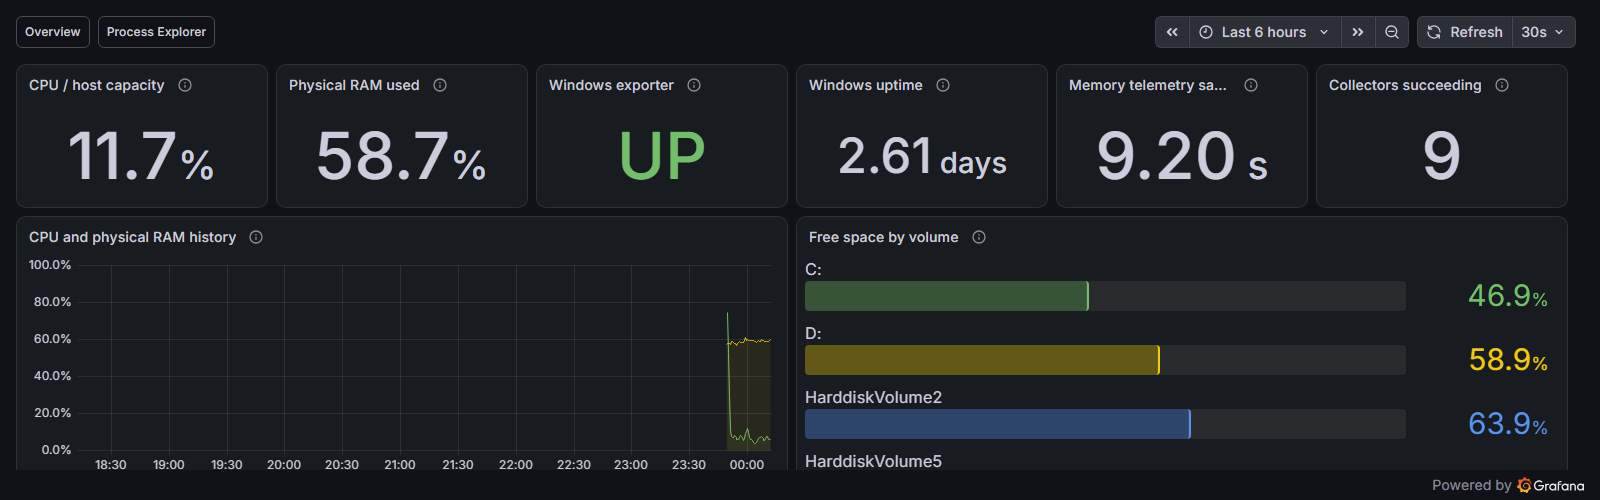 Overview Process Explorer Last 6 hours Refresh 30s
CPU / host capacity Physical RAM used Windows exporter Windows uptime Memory telemetry sa... Collectors succeeding
11.7% 58.7% UP 2.61 days 9.20 s 9
CPU and physical RAM history
100.0%
80.0%
60.0%
40.0%
20.0%
0.0%
18:30 19:00 19:30 20:00 20:30 21:00 21:30 22:00 22:30 23:00 23:30 00:00
Free space by volume
C:
46.9%
D:
58.9%
HarddiskVolume2
63.9%
HarddiskVolume5
Powered by Grafana